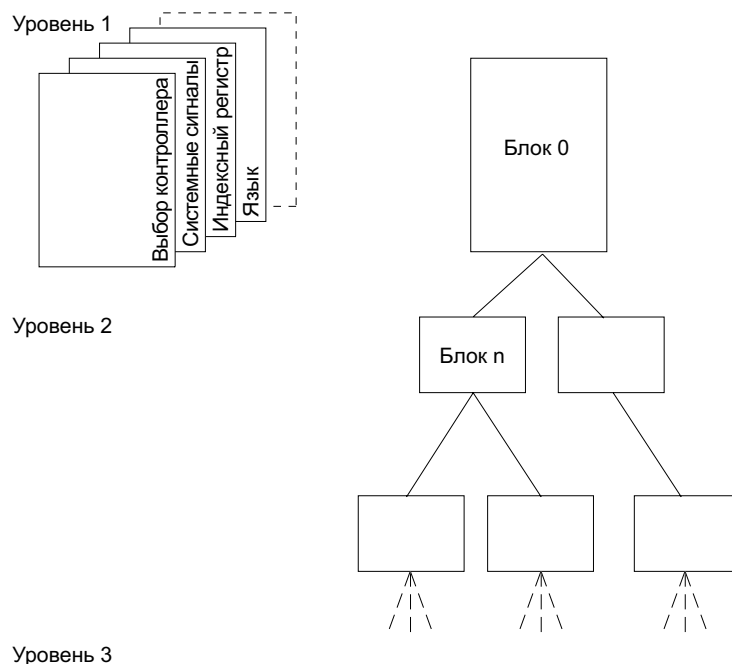 Уровень 1
Выбор контроллера
Системные сигналы
Индексный регистр
Язык
Блок 0
Уровень 2
Блок n
Уровень 3